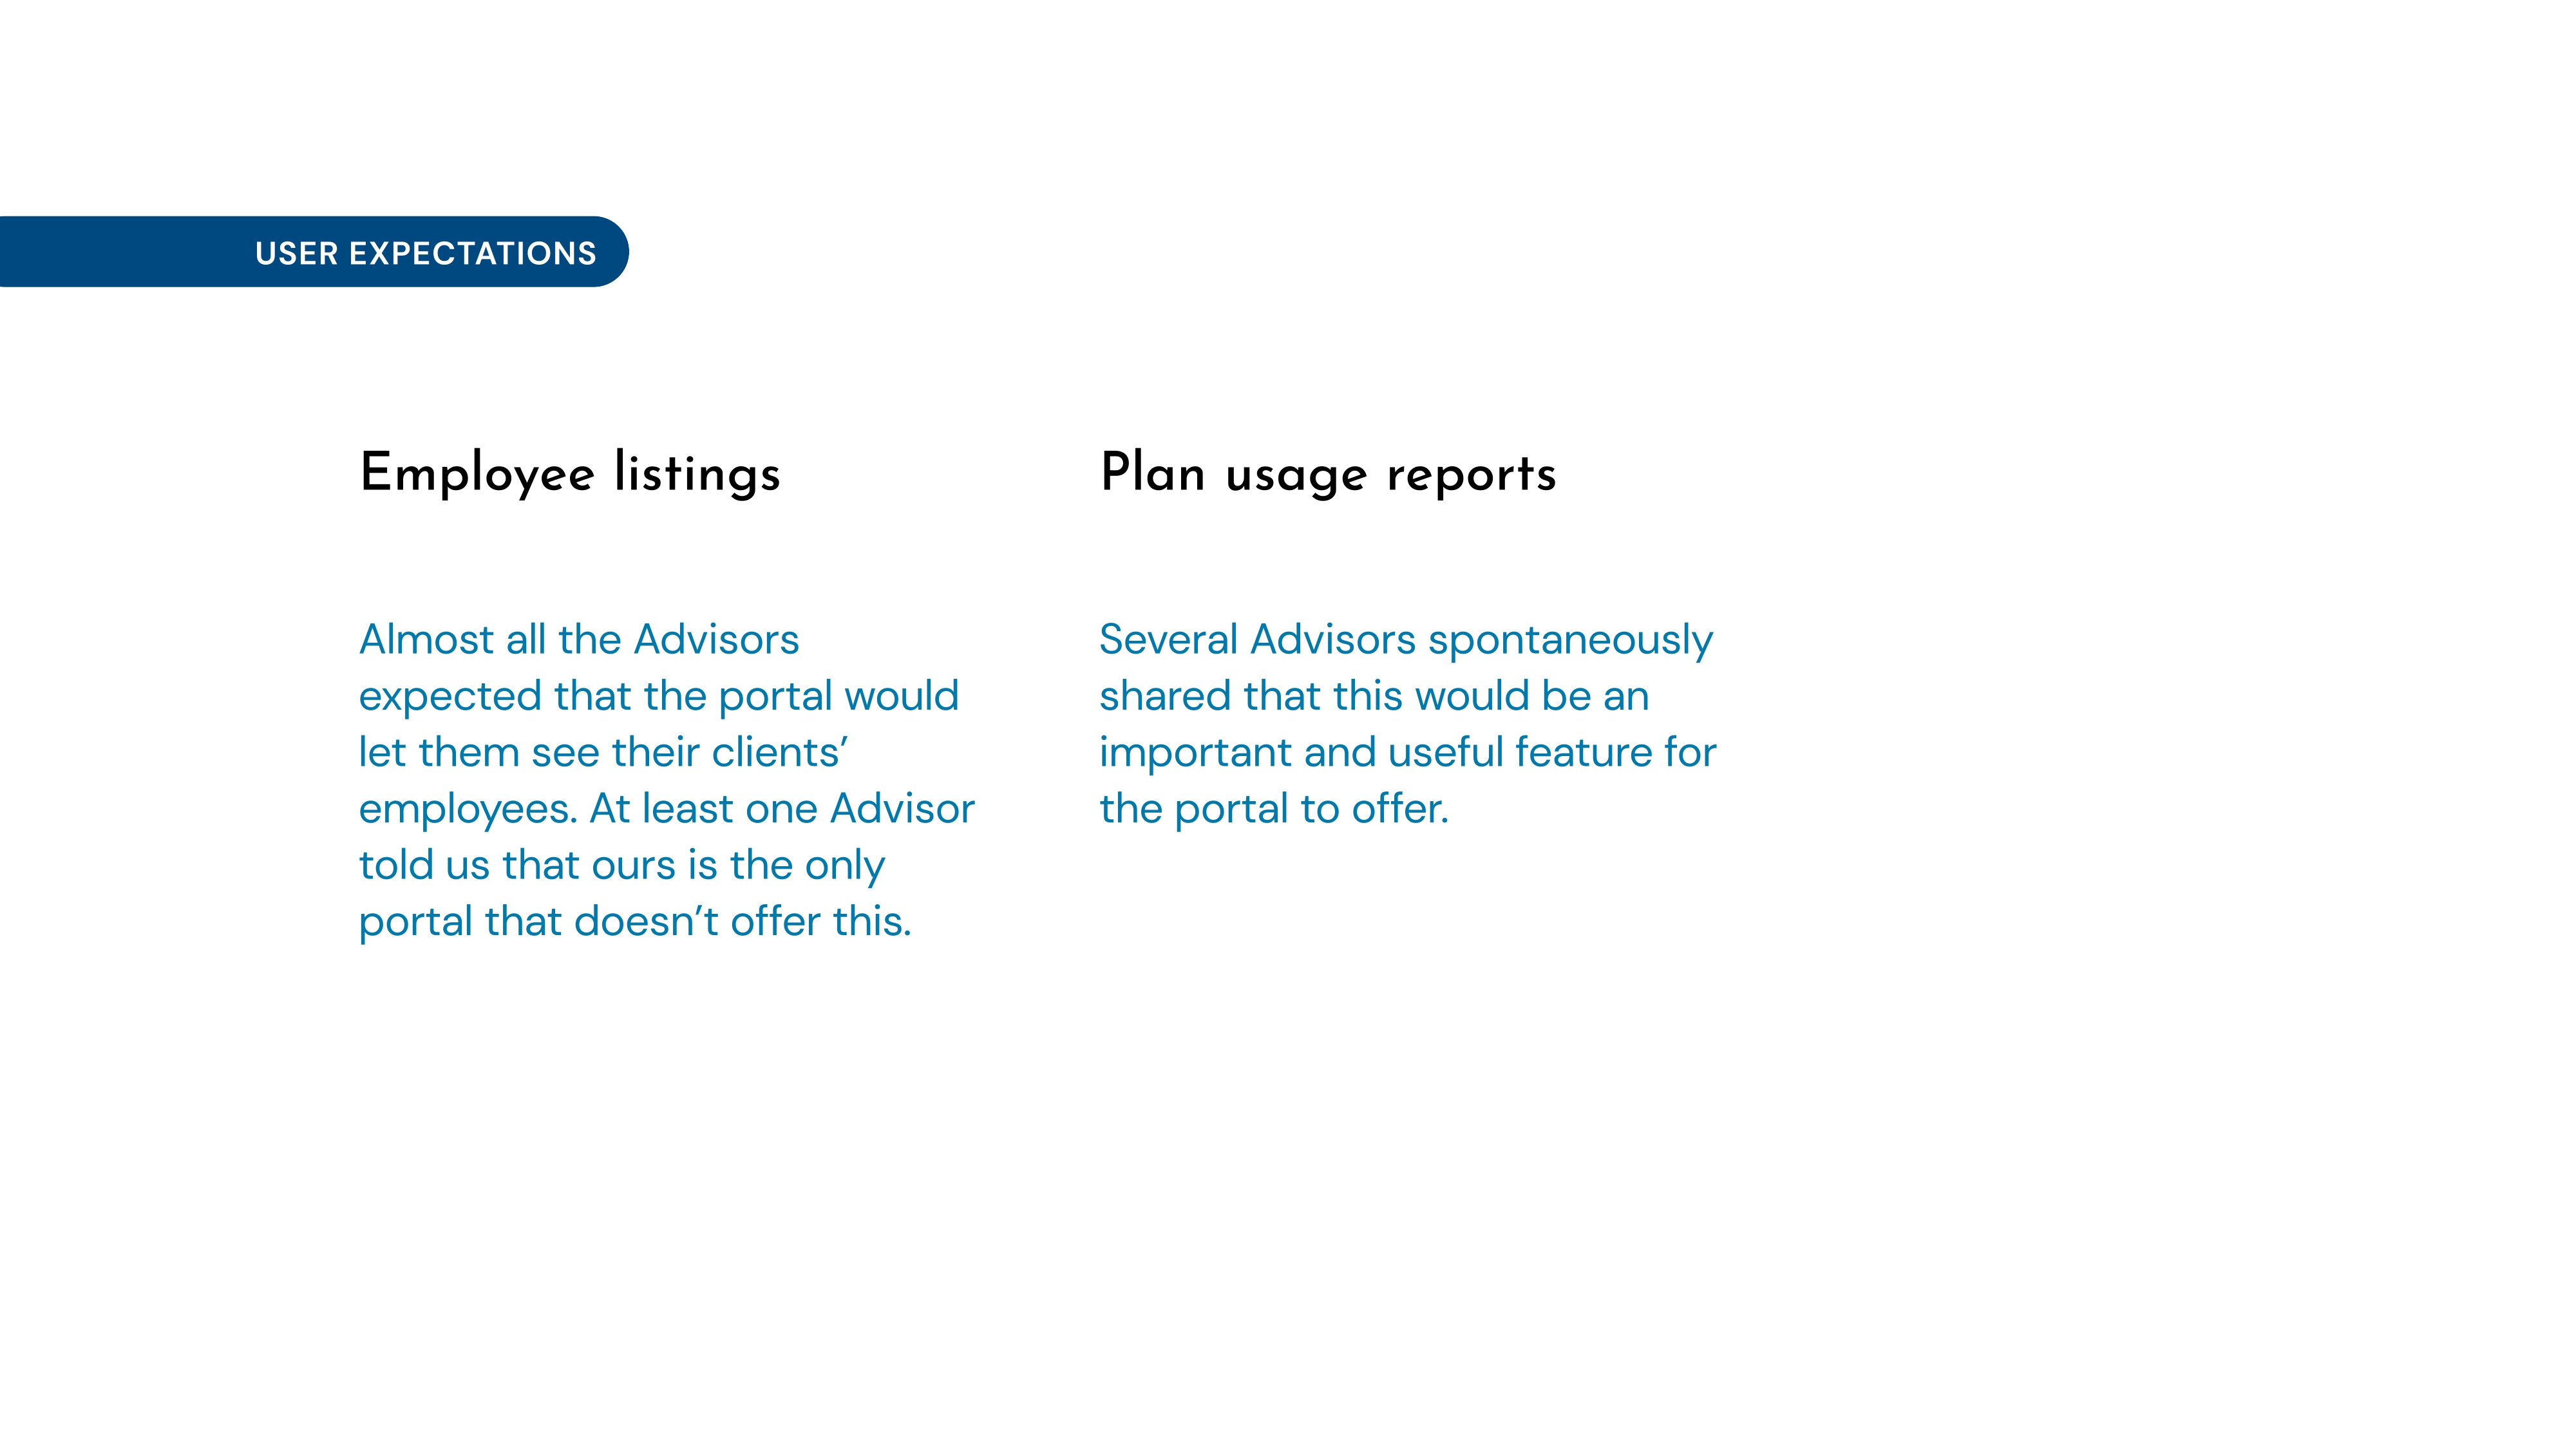 USER EXPECTATIONS
Employee listings
Almost all the Advisors
expected that the portal would
let them see their clients’
employees. At least one Advisor
told us that ours is the only
portal that doesn’t offer this.
Plan usage reports
Several Advisors spontaneously
shared that this would be an
important and useful feature for
the portal to offer.